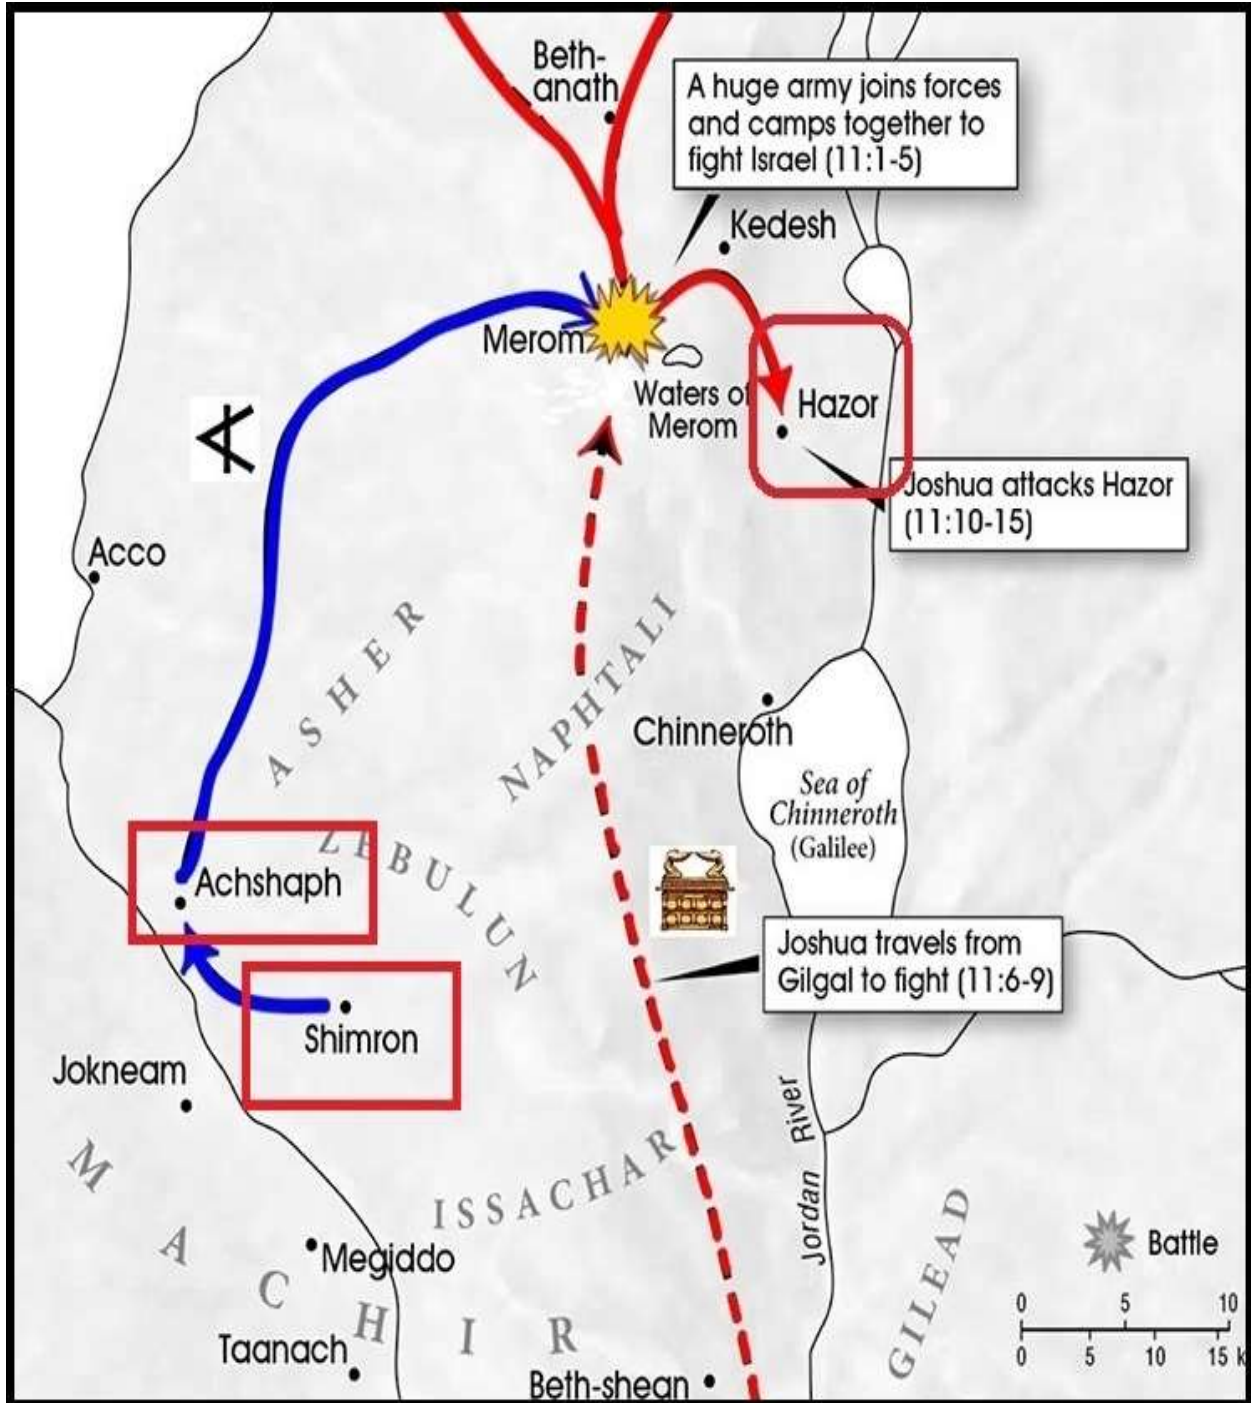 Beth-
anath
A huge army joins forces
and camps together to
fight Israel (11:1-5)
Kedesh
Merom
Waters of
Merom
Hazor
Joshua attacks Hazor
(11:10-15)
Acco
ASHER
NAPHTALI
Chinneroth
Sea of
Chinneroth
(Galilee)
ZEBULUN
Achshaph
Joshua travels from
Gilgal to fight (11:6-9)
Shimron
Jokneam
Jordan River
MACHIR
ISSACHAR
GILEAD
Megiddo
Battle
0 5 10
0 5 10 15 k
Taanach
Beth-shean